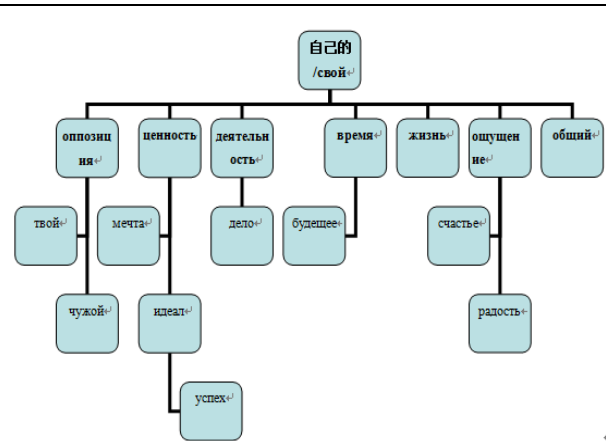 自己的
/свой
оппозиц
ия
ценность
деятельн
ость
время
жизнь
ощущен
ие
общий
твой
мечта
дело
будещее
счастье
чужой
идеал
радость
успех